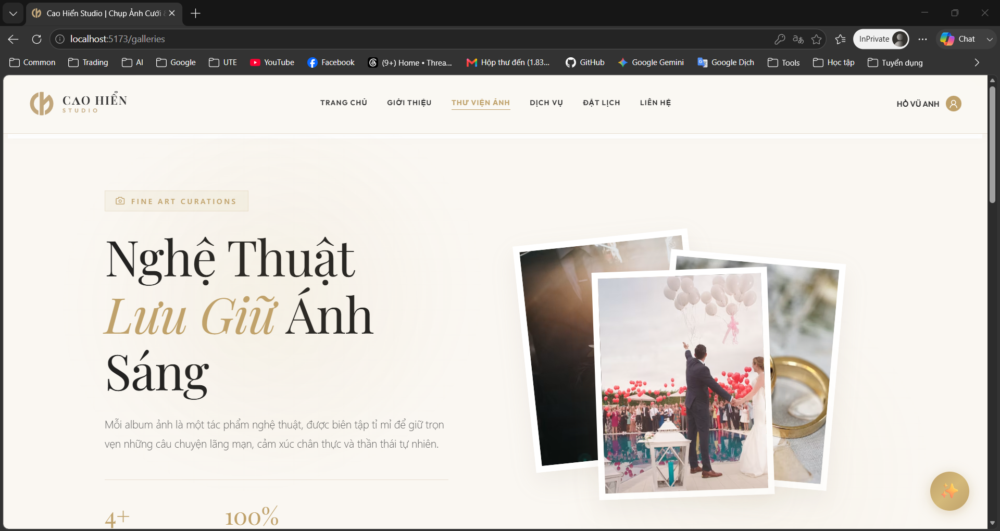 Cao Hiển Studio | Chụp Ảnh Cưới
localhost:5173/galleries
InPrivate
Chat
Common
Trading
AI
Google
UTE
YouTube
Facebook
(9+) Home • Threa...
Hộp thư đến (1.83...
GitHub
Google Gemini
Google Dịch
Tools
Học tập
Tuyển dụng
CAO HIỂN
STUDIO
TRANG CHỦ
GIỚI THIỆU
THƯ VIỆN ẢNH
DỊCH VỤ
ĐẶT LỊCH
LIÊN HỆ
HỒ VŨ ANH
FINE ART CURATIONS
Nghệ Thuật
Lưu Giữ Ánh
Sáng
Mỗi album ảnh là một tác phẩm nghệ thuật, được biên tập tỉ mỉ để giữ trọn
vẹn những câu chuyện lãng mạn, cảm xúc chân thực và thần thái tự nhiên.
4+
100%